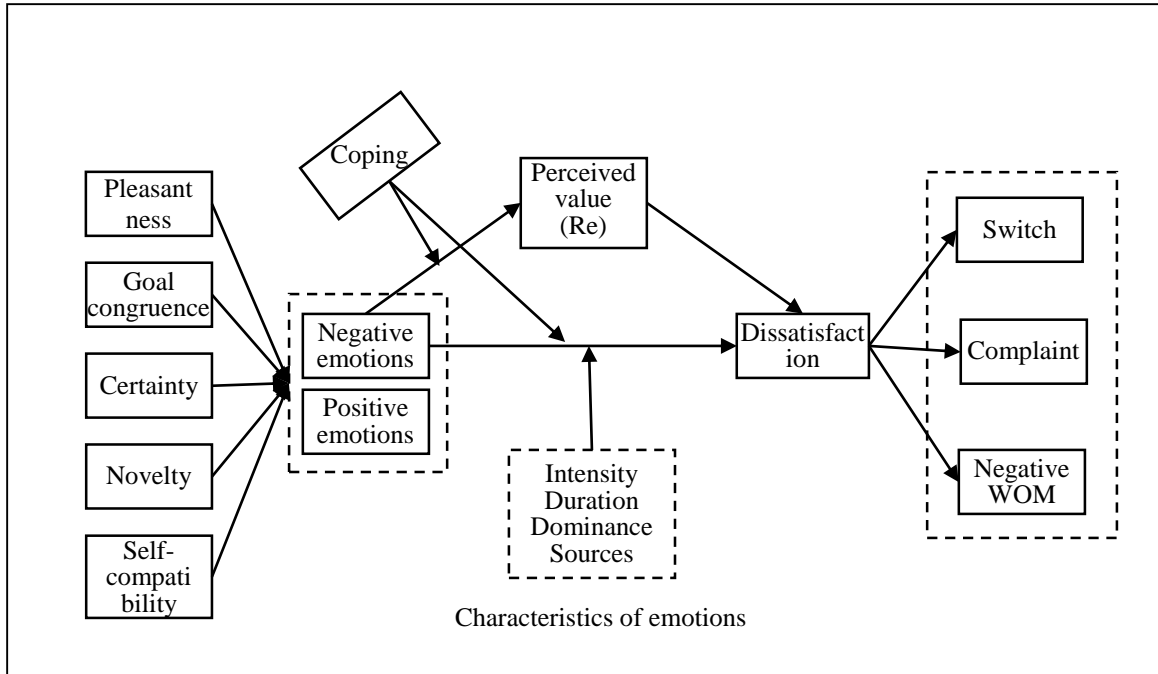 Coping
Perceived
value
(Re)
Pleasant
ness
Goal
congruence
Certainty
Novelty
Self-
compati
bility
Negative
emotions
Positive
emotions
Intensity
Duration
Dominance
Sources
Characteristics of emotions
Dissatisfact
ion
Switch
Complaint
Negative
WOM